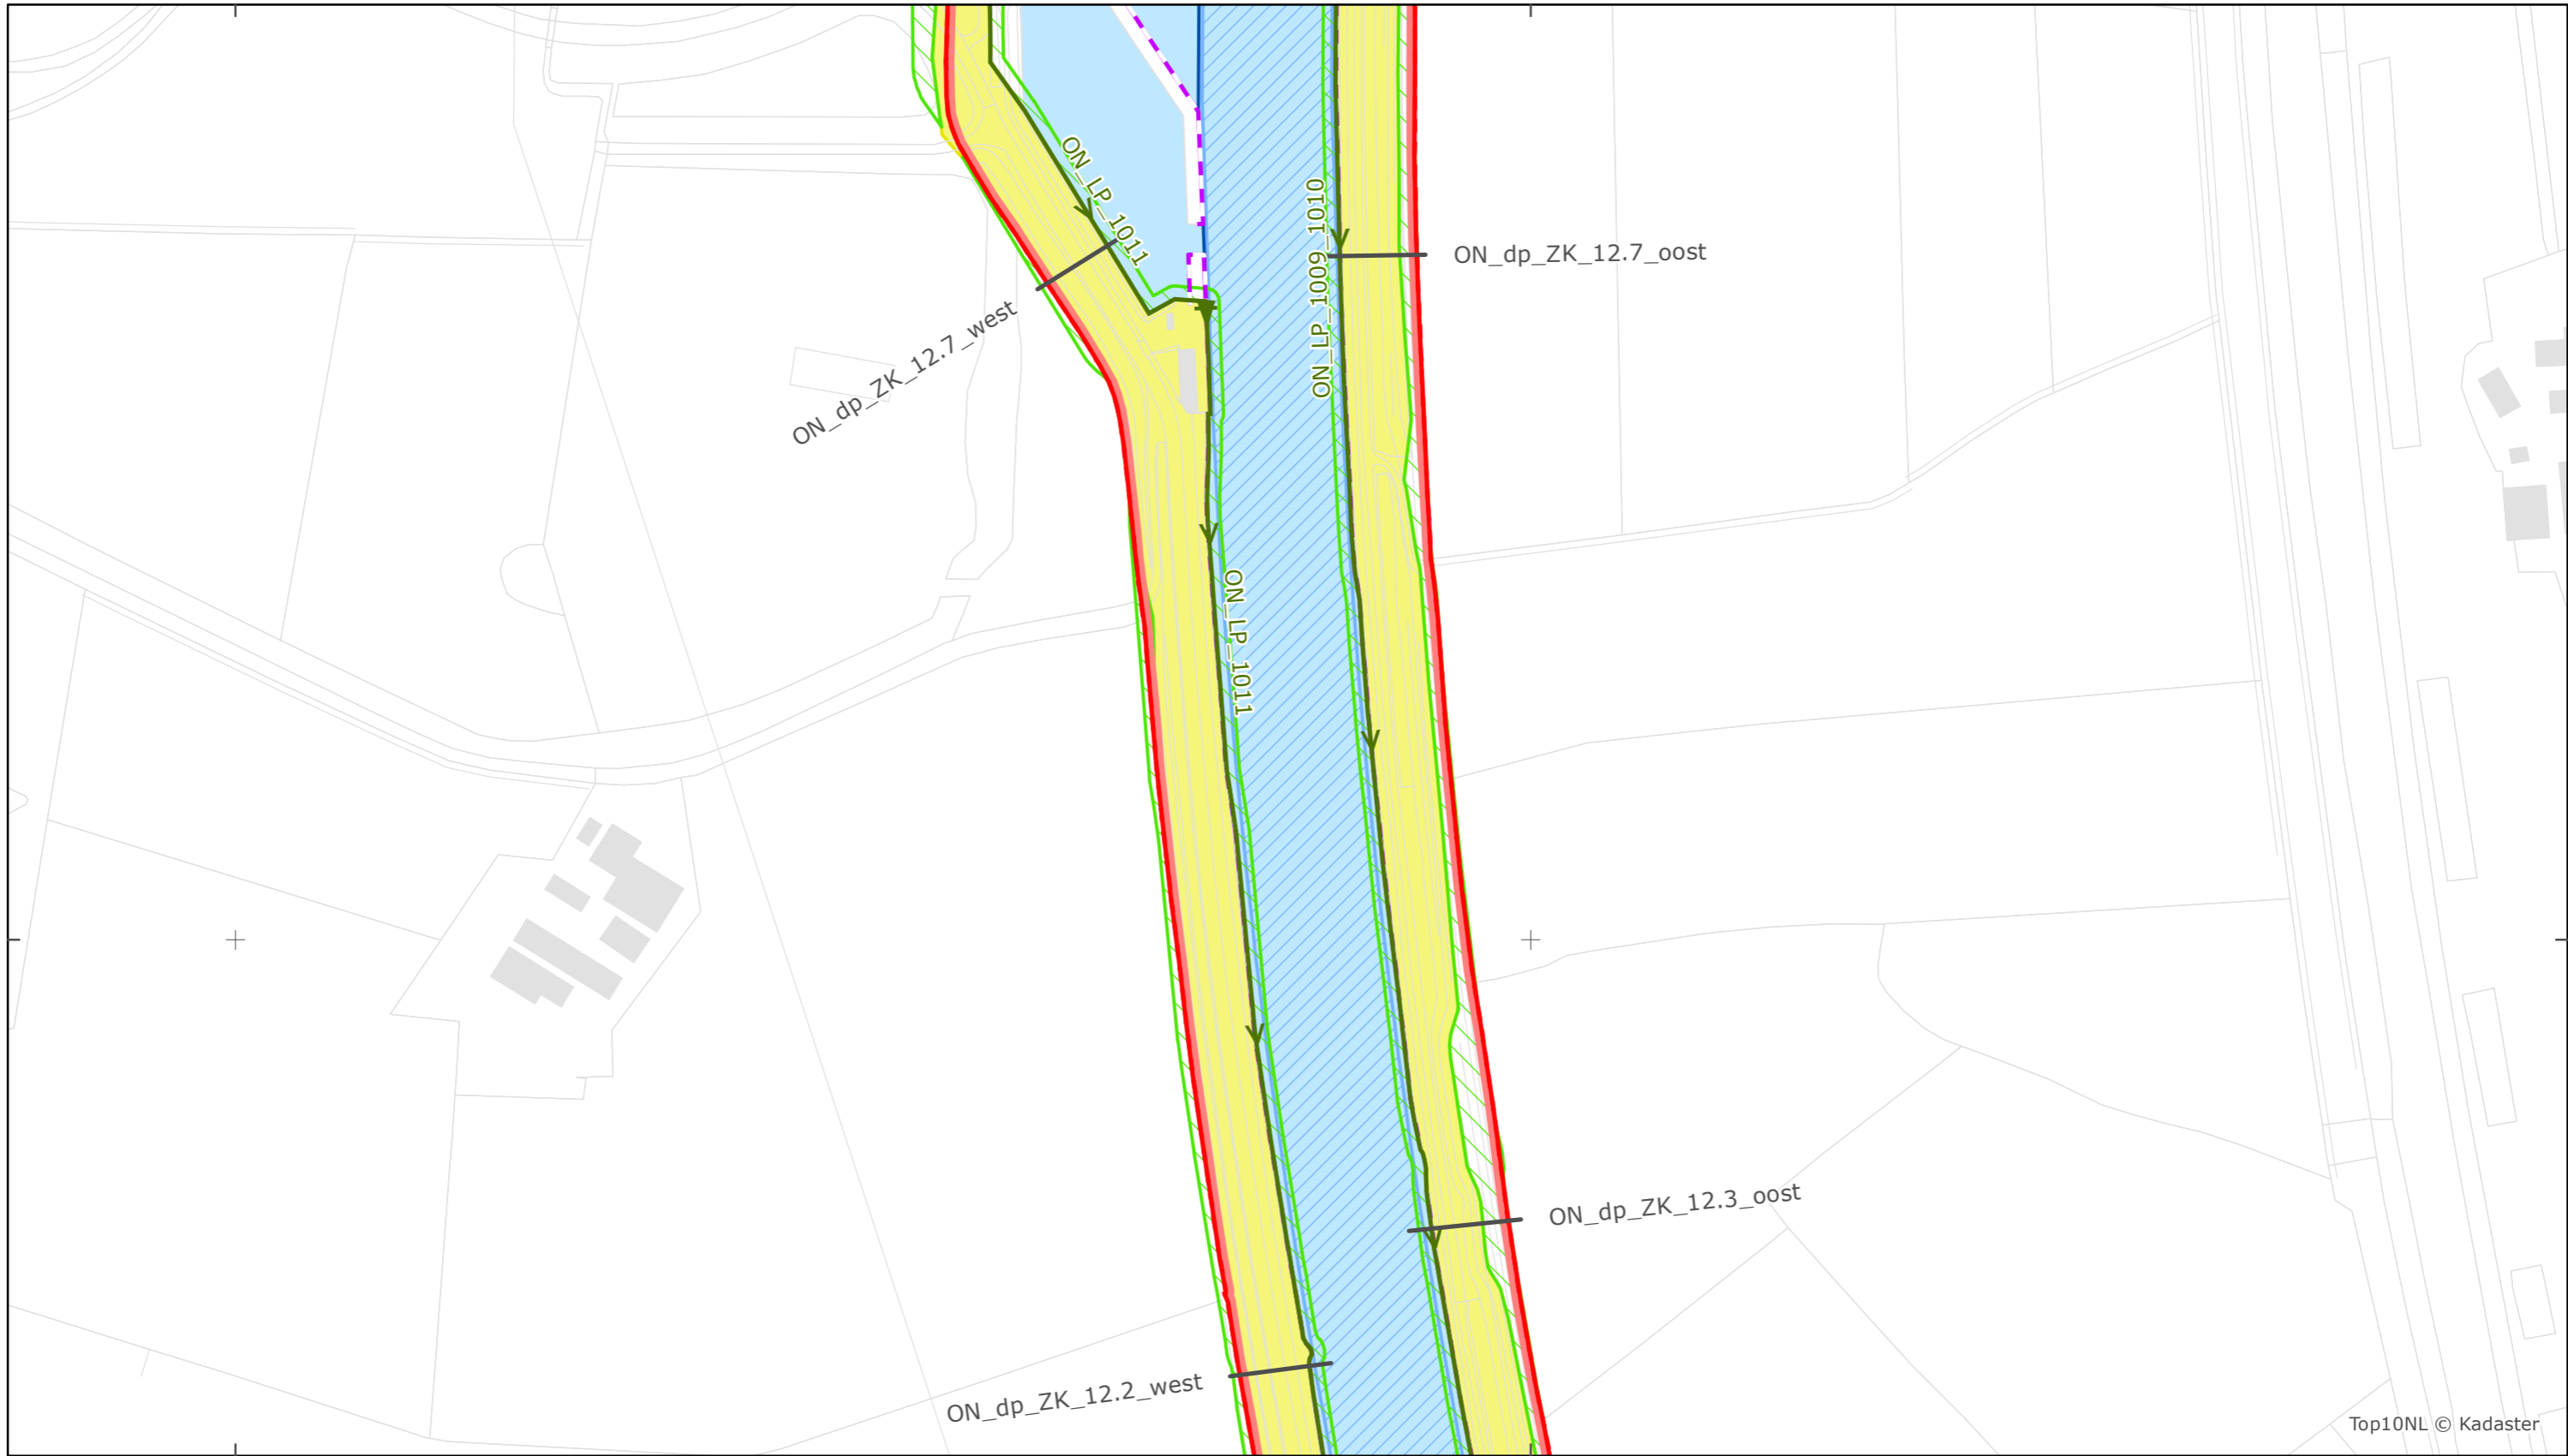 ON_LP_1011
ON_LP_1009_1010
ON_dp_ZK_12.7_oost
ON_dp_ZK_12.7_west
ON_LP_1011
ON_dp_ZK_12.3_oost
ON_dp_ZK_12.2_west
Top10NL © Kadaster